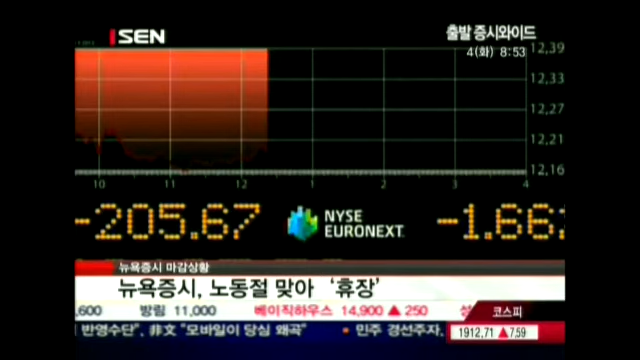 SEN
출발 증시와이드
4(화) 8:53
12,39
12,33
12,27
12,21
12,16
10 11 12 1 2 3 4
-205.67 NYSE EURONEXT -1.66
뉴욕증시 마감상황
뉴욕증시, 노동절 맞아 ‘휴장’
,600 방림 11,000 베이직하우스 14,900 ▲ 250
코스피
반영수단”, 非文 “모바일이 당심 왜곡” • 민주 경선주자,
1912.71 ▲7.59